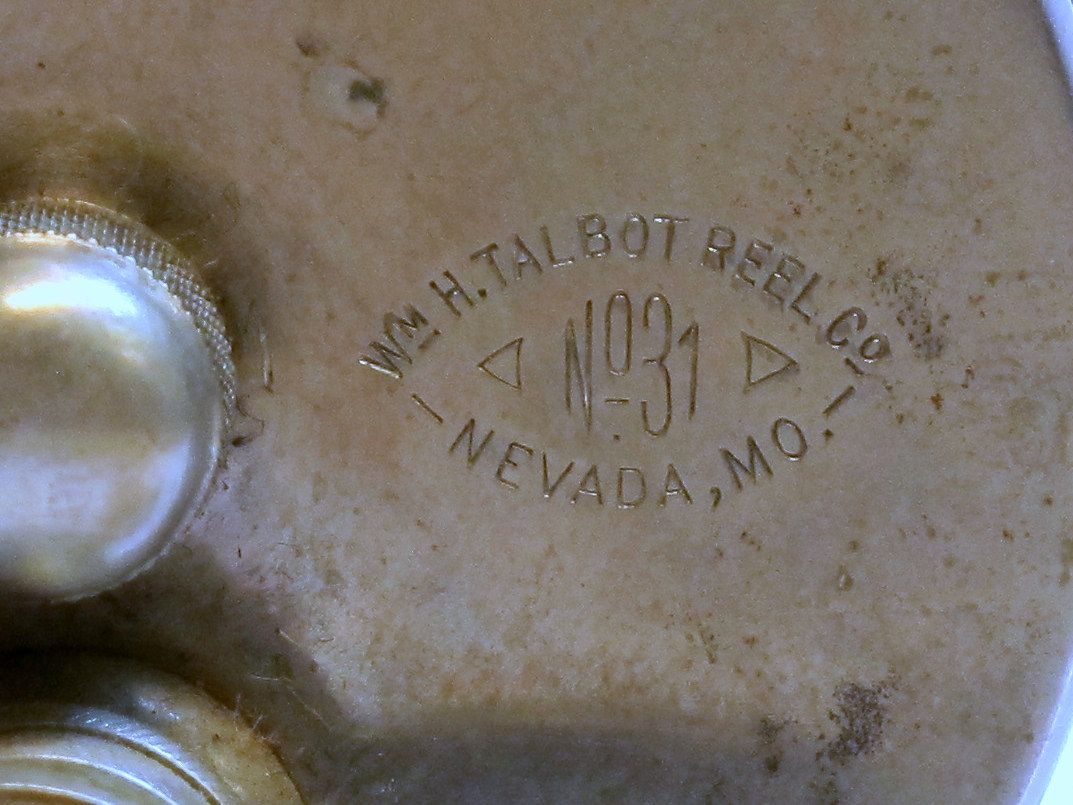 Wm H. TALBOT REEL Co
No 31
NEVADA, MO.